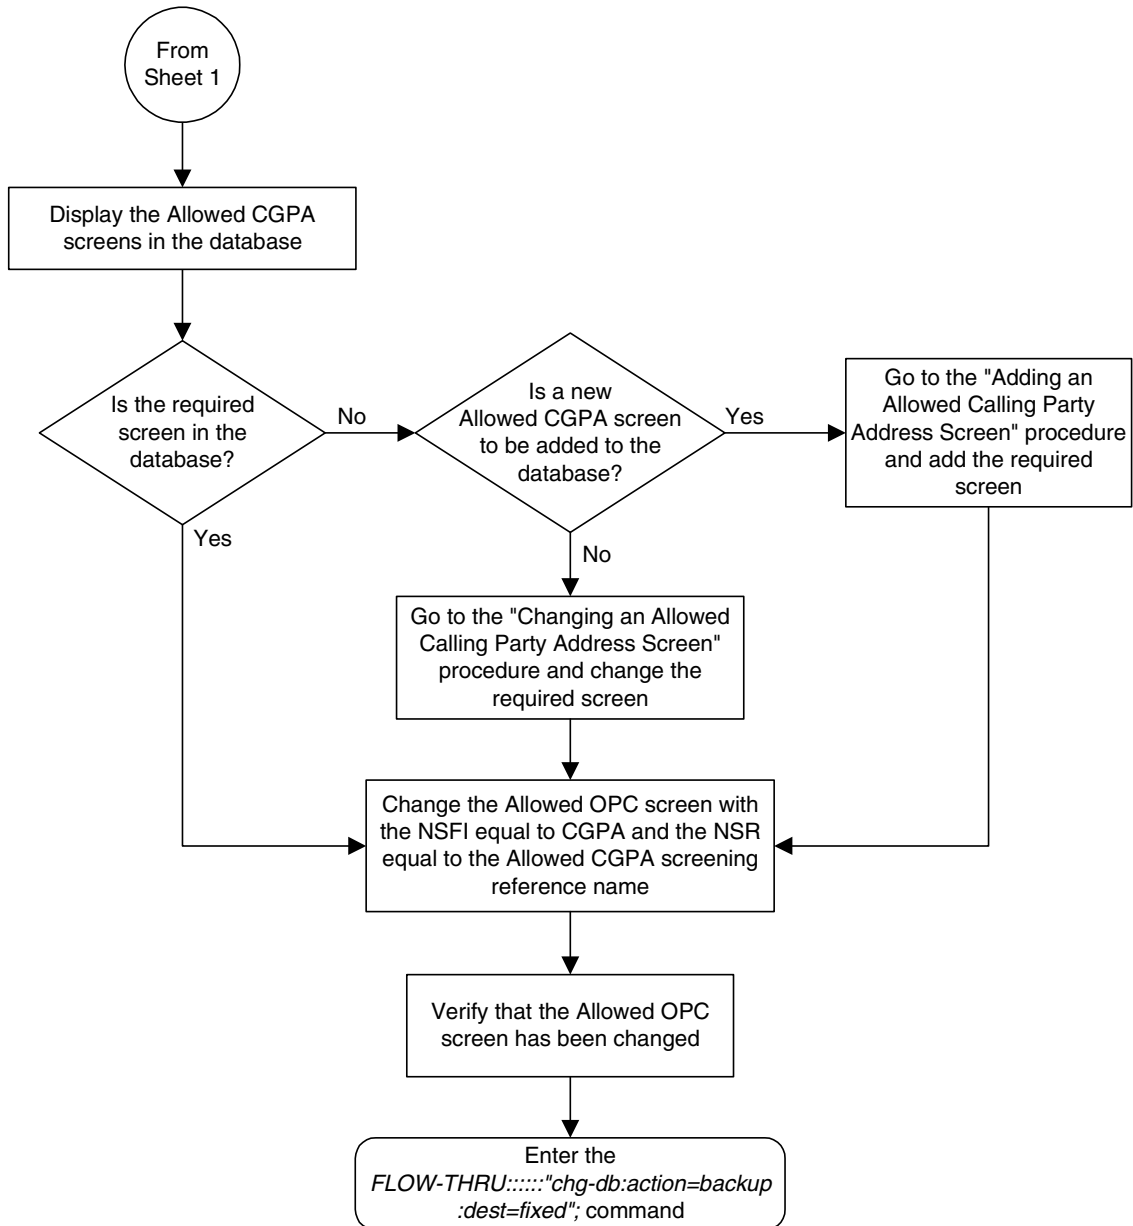 From
Sheet 1
Display the Allowed CGPA
screens in the database
Is the required
screen in the
database?
No
Yes
Is a new
Allowed CGPA screen
to be added to the
database?
Yes
No
Go to the "Adding an
Allowed Calling Party
Address Screen" procedure
and add the required
screen
Go to the "Changing an Allowed
Calling Party Address Screen"
procedure and change the
required screen
Change the Allowed OPC screen with
the NSFI equal to CGPA and the NSR
equal to the Allowed CGPA screening
reference name
Verify that the Allowed OPC
screen has been changed
Enter the
FLOW-THRU::::::"chg-db:action=backup
:dest=fixed"; command